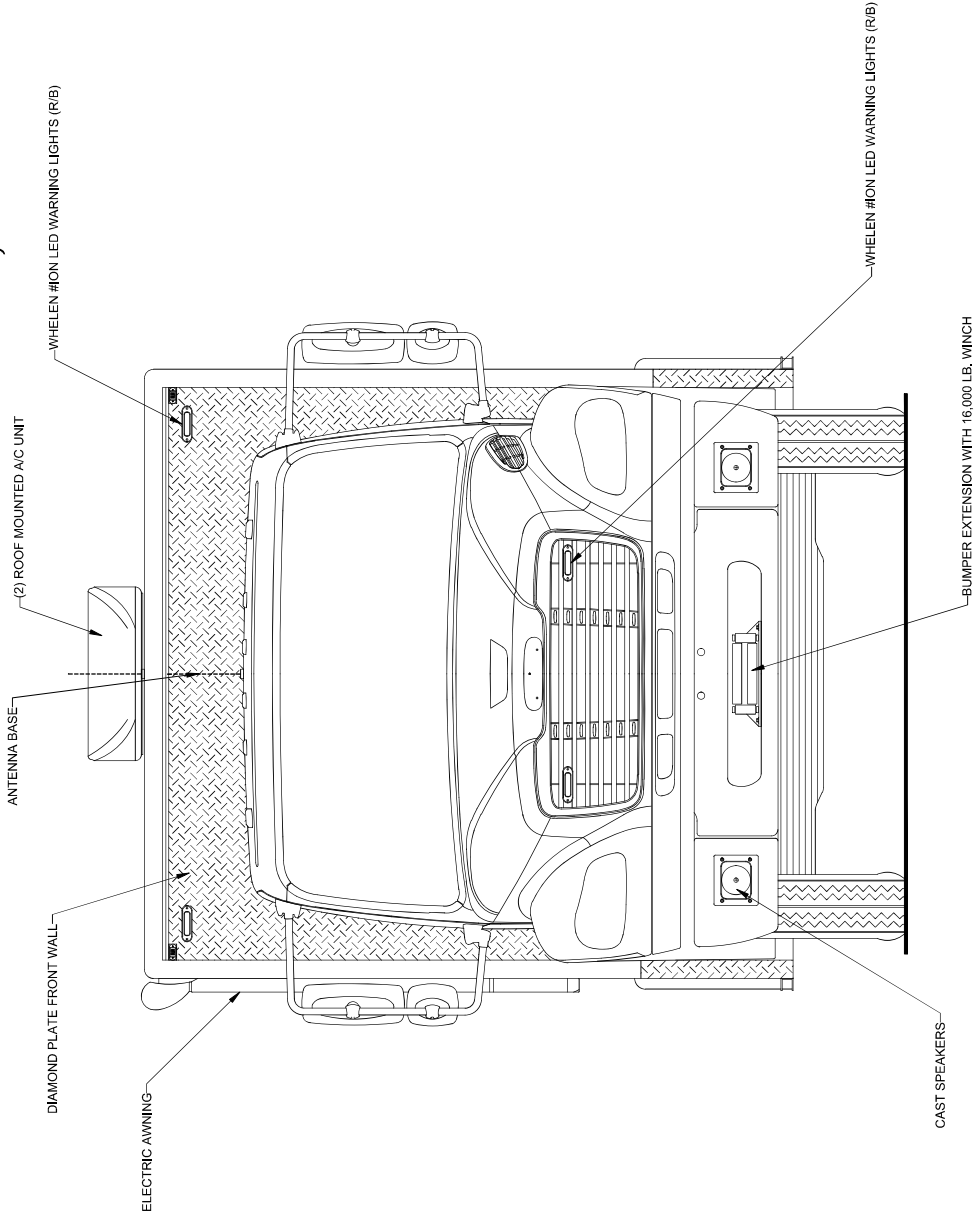 WHELEN #ION LED WARNING LIGHTS (R/B)
(2) ROOF MOUNTED A/C UNIT
ANTENNA BASE
DIAMOND PLATE FRONT WALL
ELECTRIC AWNING
WHELEN #ION LED WARNING LIGHTS (R/B)
BUMPER EXTENSION WITH 16,000 LB. WINCH
CAST SPEAKERS